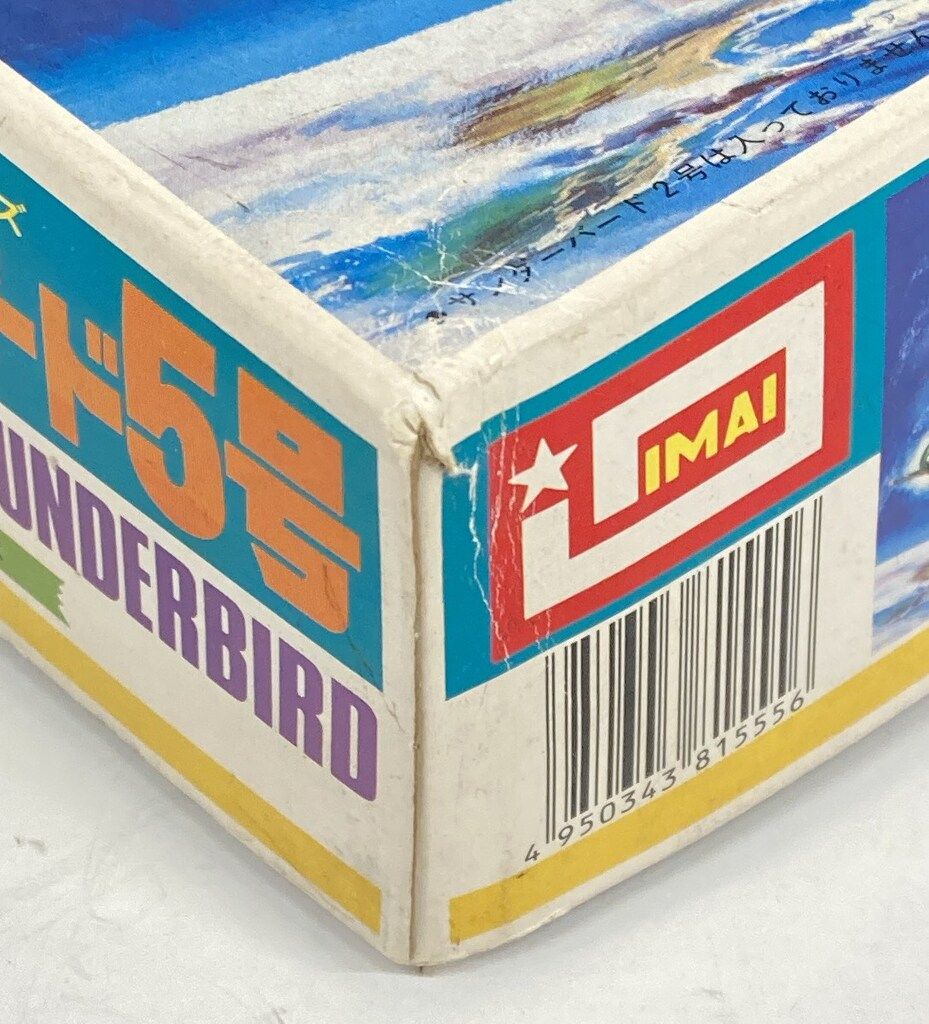 サンダーバード2号は入っておりません
ズ
ード5号
UNDERBIRD
IMAI
4 950343 815556